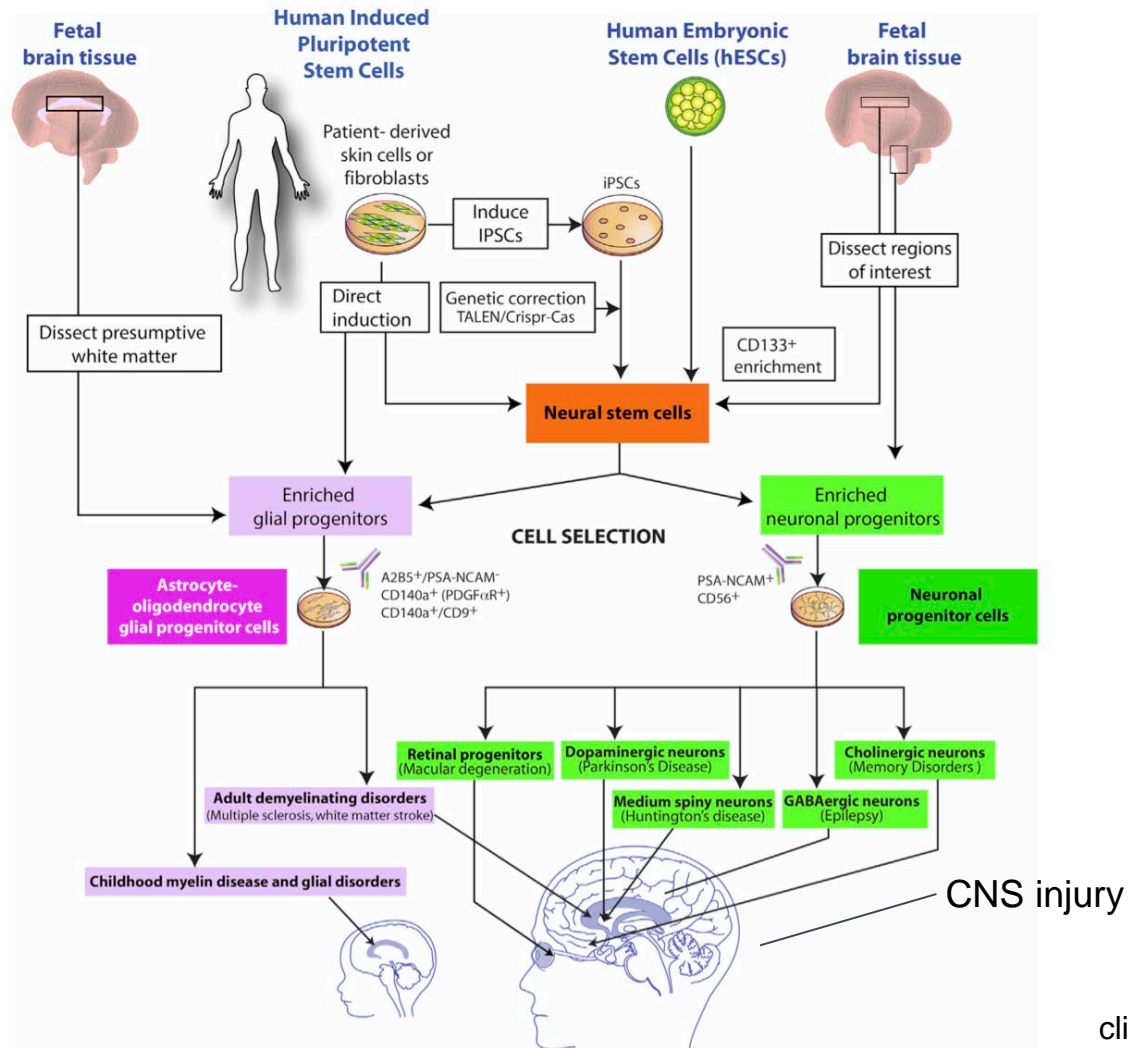 Fetal
brain tissue
Human Induced
Pluripotent
Stem Cells
Human Embryonic
Stem Cells (hESCs)
Fetal
brain tissue
Patient- derived
skin cells or
fibroblasts
iPSCs
Induce
IPSCs
Dissect regions
of interest
Direct
induction
Genetic correction
TALEN/Crispr-Cas
Dissect presumptive
white matter
CD133+
enrichment
Neural stem cells
Enriched
glial progenitors
Enriched
neuronal progenitors
CELL SELECTION
Astrocyte-
oligodendrocyte
glial progenitor cells
A2B5⁺/PSA-NCAM⁻
CD140a⁺ (PDGFαR⁺)
CD140a⁺/CD9⁺
PSA-NCAM⁺
CD56⁺
Neuronal
progenitor cells
Retinal progenitors
(Macular degeneration)
Dopaminergic neurons
(Parkinson's Disease)
Cholinergic neurons
(Memory Disorders )
Adult demyelinating disorders
(Multiple sclerosis, white matter stroke)
Medium spiny neurons
(Huntington's disease)
GABAergic neurons
(Epilepsy)
Childhood myelin disease and glial disorders
CNS injury
cli